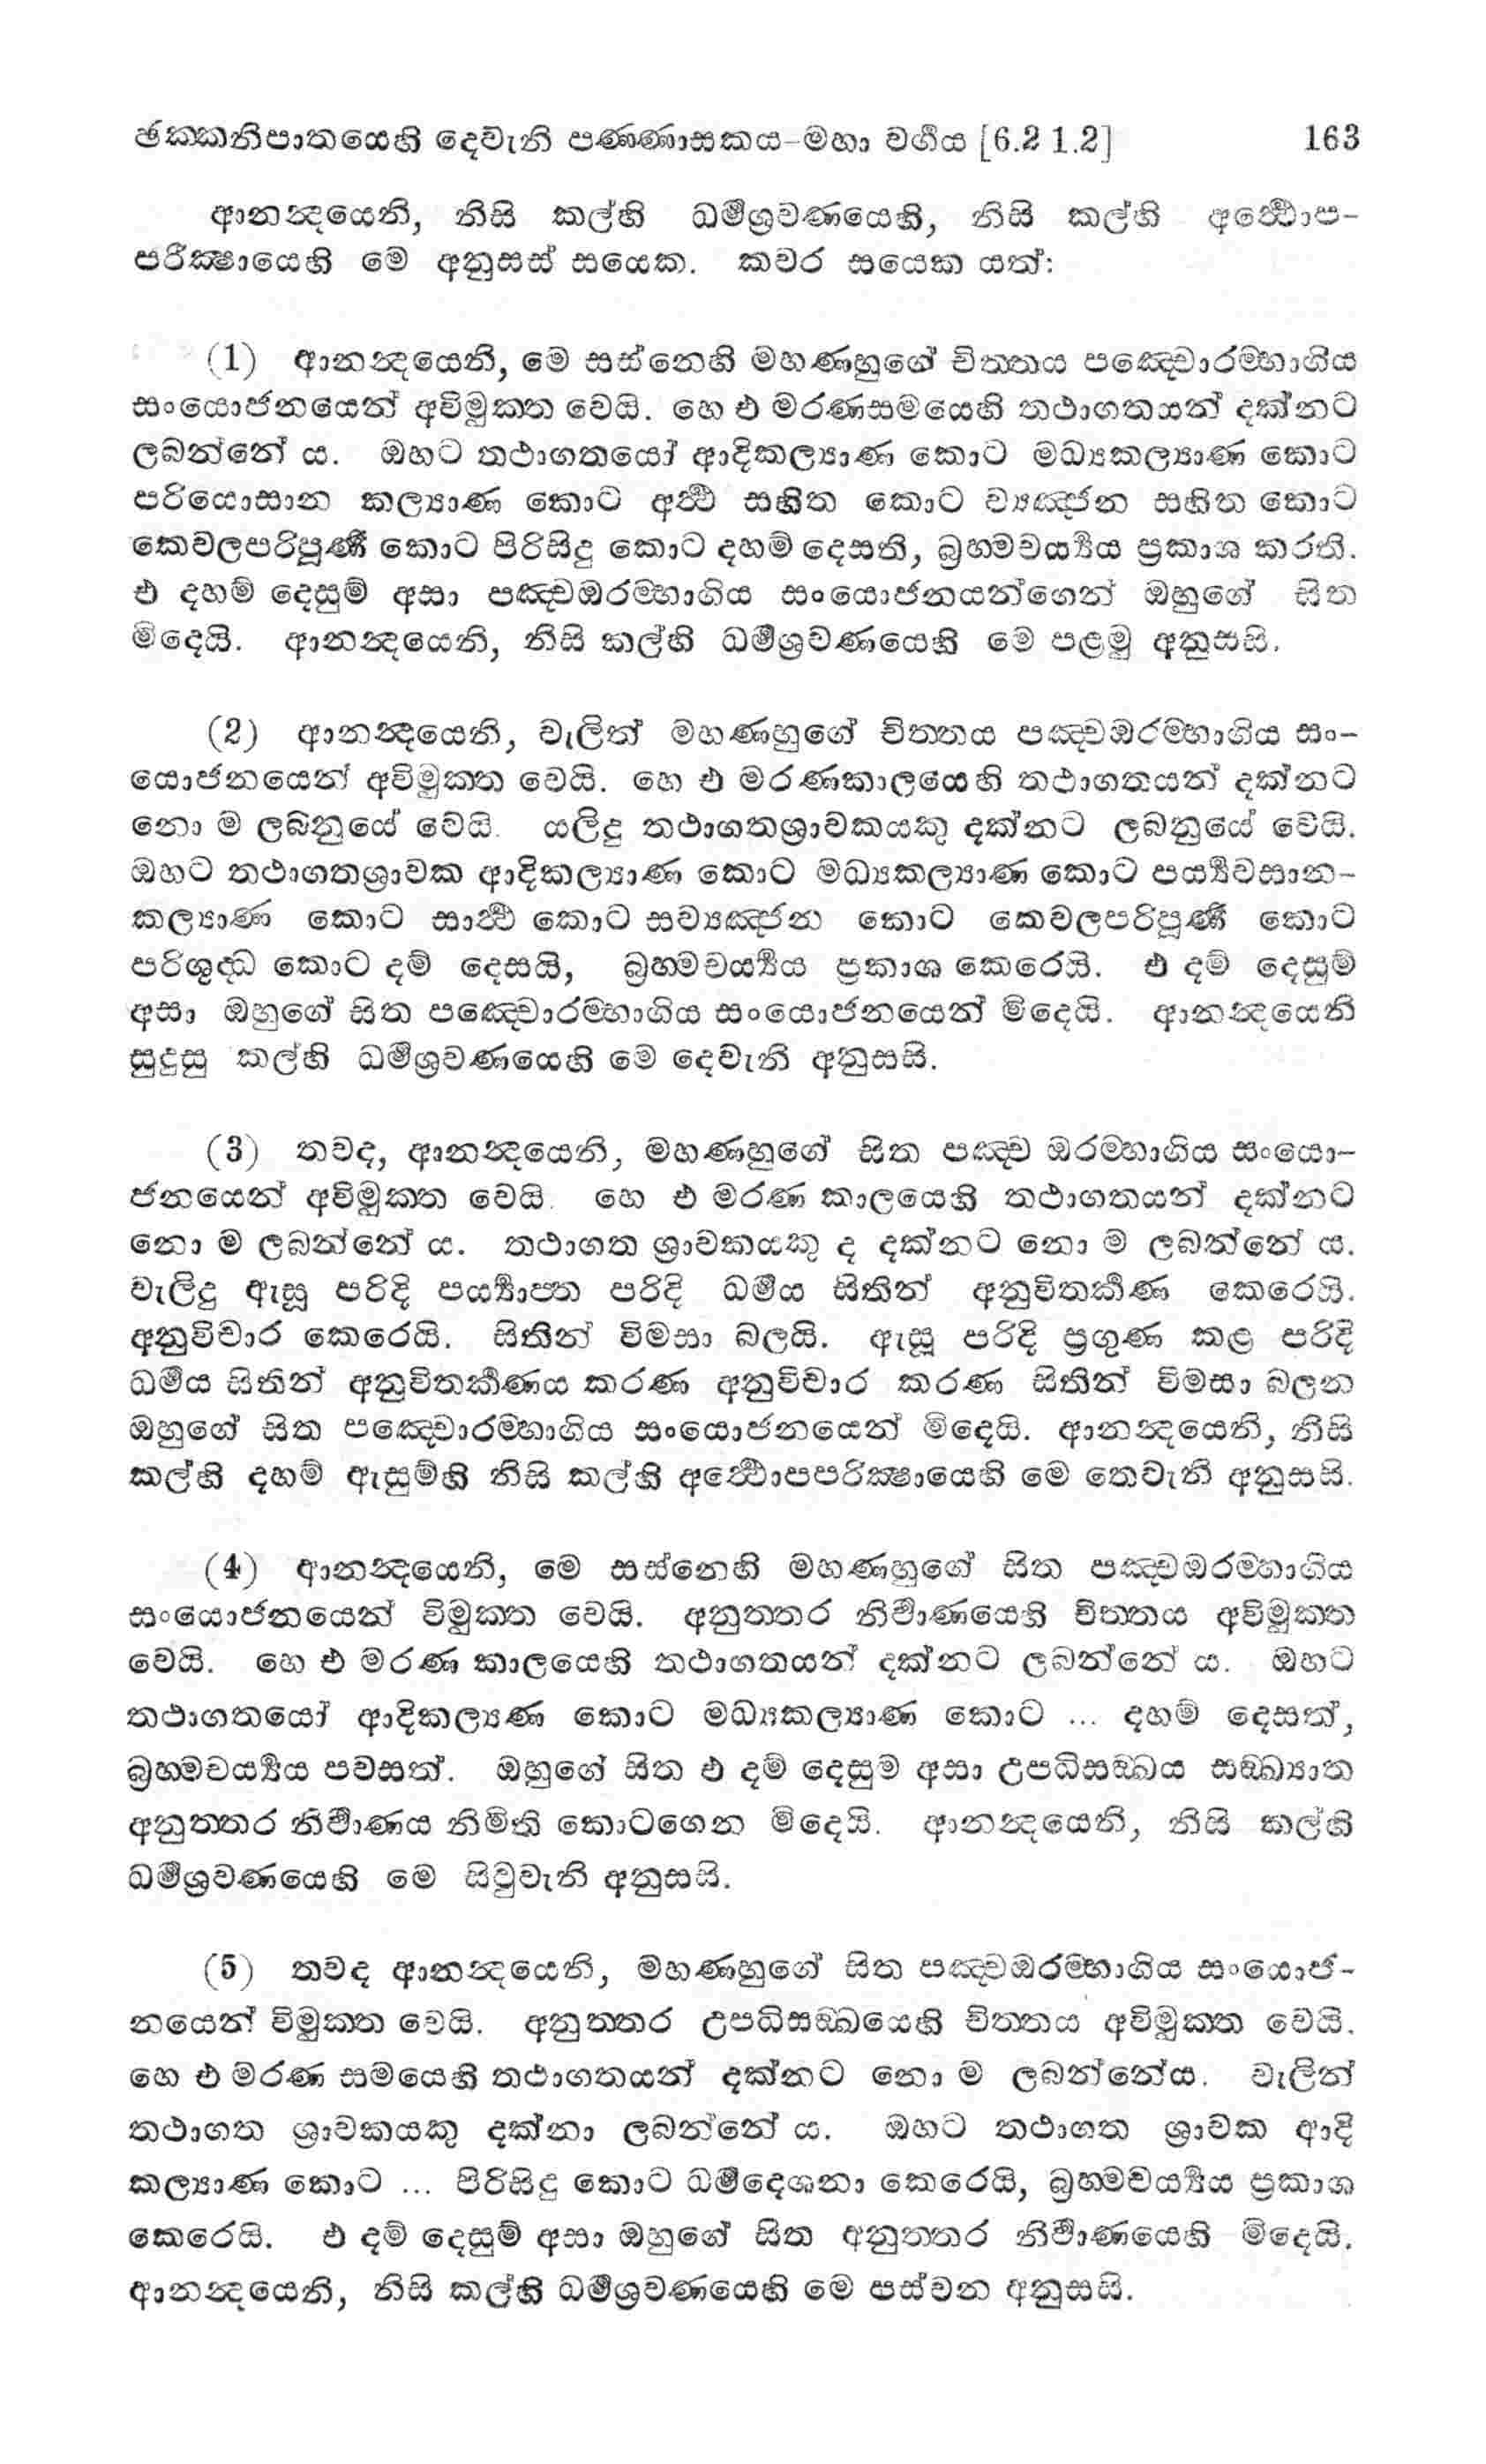 ඡක්කනිපාතයෙහි දෙවැනි පණ්ණාසකය-මහා වර්‍ගය [6.2 1.2] 163
ආනන්‍දයෙනි, නිසි කල්හි ධර්‍මශ්‍රවණයෙහි, නිසි කල්හි අර්‍ත්‍ථොප-
පරීක්‍ෂායෙහි මෙ අනුසස් සයෙක. කවර සයෙක යත්:
(1) ආනන්‍දයෙනි, මෙ සස්නෙහි මහණහුගේ චිත්තය පඤ්චොරම්භාගිය
සංයොජනයෙන් අවිමුක්ත වෙයි. හෙ එ මරණසමයෙහි තථාගතයන් දක්නට
ලබන්නේ ය. ඔහට තථාගතයෝ ආදිකල්‍යාණ කොට මධ්‍යකල්‍යාණ කොට
පරියොසාන කල්‍යාණ කොට අර්‍ත්‍ථ සහිත කොට ව්‍යඤ්ජන සහිත කොට
කෙවලපරිපූර්‍ණ කොට පිරිසිදු කොට දහම් දෙසති, බ්‍රහ්මචර්‍ය්‍යය ප්‍රකාශ කරති.
එ දහම් දෙසුම් අසා පඤ්චඔරම්භාගිය සංයොජනයන්ගෙන් ඔහුගේ සිත
මිදෙයි. ආනන්‍දයෙනි, නිසි කල්හි ධර්‍මශ්‍රවණයෙහි මෙ පළමු අනුසසි.
(2) ආනන්‍දයෙනි, වැලිත් මහණහුගේ චිත්තය පඤ්චඔරම්භාගිය සං-
යොජනයෙන් අවිමුක්ත වෙයි. හෙ එ මරණකාලයෙහි තථාගතයන් දක්නට
නො ම ලබනුයේ වෙයි. යලිදු තථාගතශ්‍රාවකයකු දක්නට ලබනුයේ වෙයි.
ඔහට තථාගතශ්‍රාවක ආදිකල්‍යාණ කොට මධ්‍යකල්‍යාණ කොට පර්‍ය්‍යවසාන-
කල්‍යාණ කොට සාර්‍ත්‍ථ කොට සව්‍යඤ්ජන කොට කෙවලපරිපූර්‍ණ කොට
පරිශුද්ධ කොට දම් දෙසයි, බ්‍රහ්මචර්‍ය්‍යය ප්‍රකාශ කෙරෙයි. එ දම් දෙසුම්
අසා ඔහුගේ සිත පඤ්චොරම්භාගිය සංයොජනයෙන් මිදෙයි. ආනන්‍දයෙනි
සුදුසු කල්හි ධර්‍මශ්‍රවණයෙහි මෙ දෙවැනි අනුසසි.
(3) තවද, ආනන්‍දයෙනි, මහණහුගේ සිත පඤ්ච ඔරම්භාගිය සංයො-
ජනයෙන් අවිමුක්ත වෙයි. හෙ එ මරණ කාලයෙහි තථාගතයන් දක්නට
නො ම ලබන්නේ ය. තථාගත ශ්‍රාවකයකු ද දක්නට නො ම ලබන්නේ ය.
වැලිදු ඇසූ පරිදි පර්‍ය්‍යාප්ත පරිදි ධර්‍මය සිතින් අනුවිතර්‍කණ කෙරෙයි.
අනුවිචාර කෙරෙයි. සිතින් විමසා බලයි. ඇසූ පරිදි ප්‍රගුණ කළ පරිදි
ධර්‍මය සිතින් අනුවිතර්‍කණය කරණ අනුවිචාර කරණ සිතින් විමසා බලන
ඔහුගේ සිත පඤ්චොරම්භාගිය සංයොජනයෙන් මිදෙයි. ආනන්‍දයෙනි, නිසි
කල්හි දහම් ඇසුම්හි නිසි කල්හි අර්‍ත්‍ථොපපරික්‍ෂායෙහි මෙ තෙවැනි අනුසසි.
(4) ආනන්‍දයෙනි, මෙ සස්නෙහි මහණහුගේ සිත පඤ්චඔරම්භාගිය
සංයොජනයෙන් විමුක්ත වෙයි. අනුත්තර නිර්‍වාණයෙහි චිත්තය අවිමුක්ත
වෙයි. හෙ එ මරණ කාලයෙහි තථාගතයන් දක්නට ලබන්නේ ය. ඔහට
තථාගතයෝ ආදිකල්‍යණ කොට මධ්‍යකල්‍යාණ කොට ... දහම් දෙසත්,
බ්‍රහ්මචර්‍ය්‍යය පවසත්. ඔහුගේ සිත එ දම් දෙසුම අසා උපධිසඞ්ඛය සඞ්ඛ්‍යාත
අනුත්තර නිර්‍වාණය නිමිති කොටගෙන මිදෙයි. ආනන්‍දයෙනි, නිසි කල්හි
ධර්‍මශ්‍රවණයෙහි මෙ සිවුවැනි අනුසසි.
(5) තවද ආනන්‍දයෙනි, මහණහුගේ සිත පඤ්චඔරම්භාගිය සංයොජ-
නයෙන් විමුක්ත වෙයි. අනුත්තර උපධිසඞ්ඛයෙහි චිත්තය අවිමුක්ත වෙයි.
හෙ එ මරණ සමයෙහි තථාගතයන් දක්නට නො ම ලබන්නේය. වැලින්
තථාගත ශ්‍රාවකයකු දක්නා ලබන්නේ ය. ඔහට තථාගත ශ්‍රාවක ආදි
කල්‍යාණ කොට ... පිරිසිදු කොට ධර්‍මදෙශනා කෙරෙයි, බ්‍රහ්මචර්‍ය්‍යය ප්‍රකාශ
කෙරෙයි. එ දම් දෙසුම් අසා ඔහුගේ සිත අනුත්තර නිර්‍වාණයෙහි මිදෙයි.
ආනන්‍දයෙනි, නිසි කල්හි ධර්‍මශ්‍රවණයෙහි මෙ පස්වන අනුසසි.